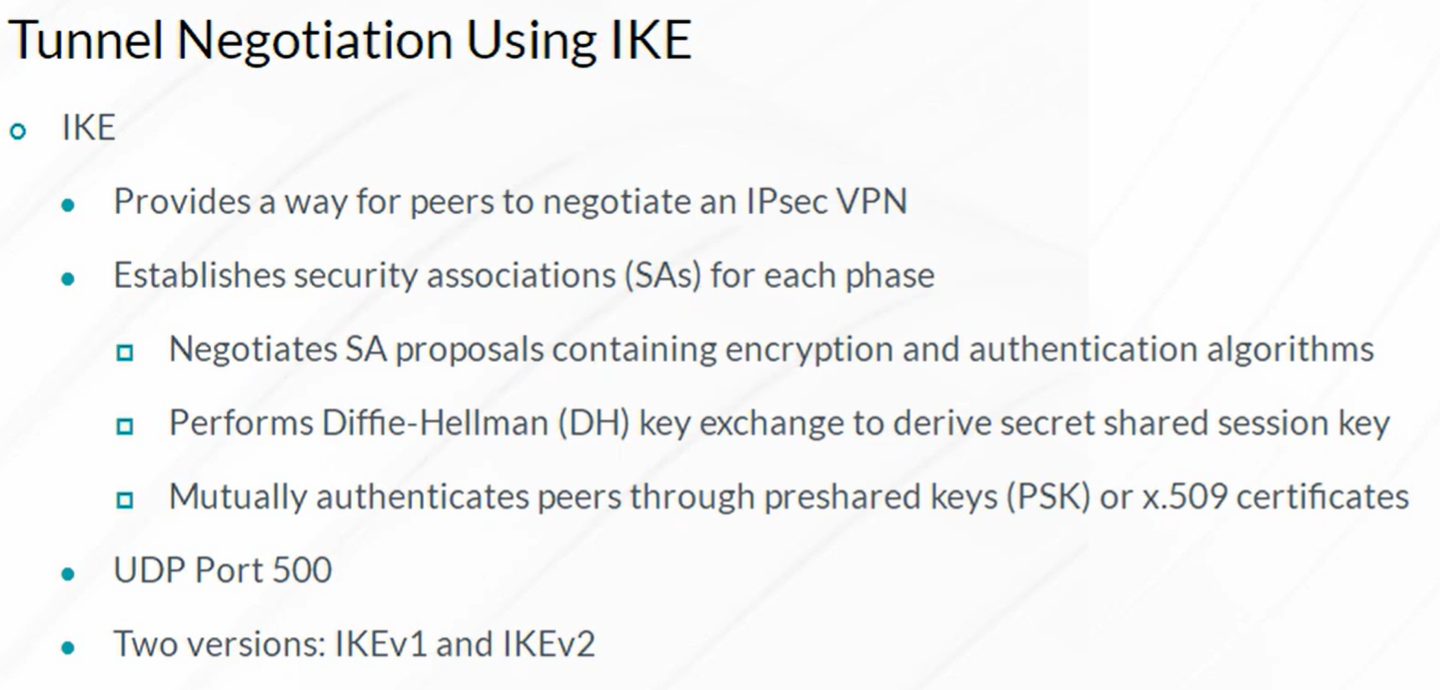 Tunnel Negotiation Using IKE
IKE
Provides a way for peers to negotiate an IPsec VPN
Establishes security associations (SAs) for each phase
Negotiates SA proposals containing encryption and authentication algorithms
Performs Diffie-Hellman (DH) key exchange to derive secret shared session key
Mutually authenticates peers through preshared keys (PSK) or x.509 certificates
UDP Port 500
Two versions: IKEv1 and IKEv2